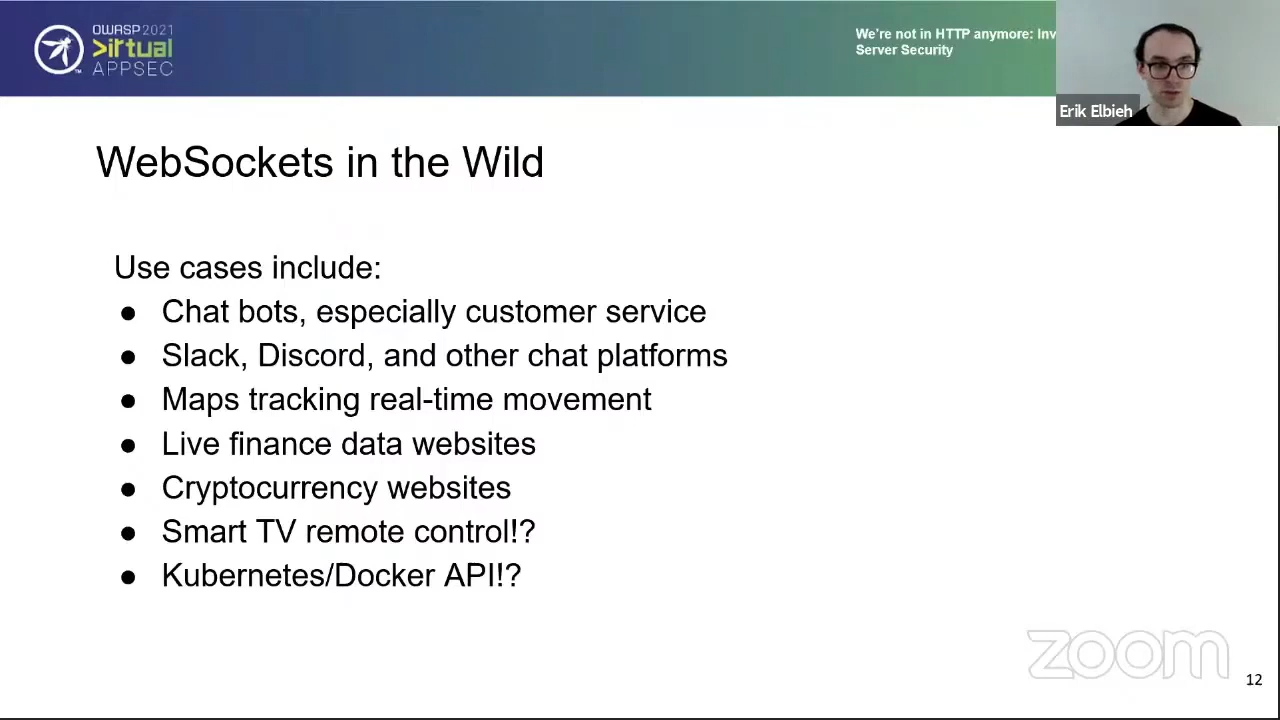 OWASP 2021
Virtual
APPSEC
We're not in HTTP anymore:
Server Security
Erik Elbieh
WebSockets in the Wild
Use cases include:
● Chat bots, especially customer service
● Slack, Discord, and other chat platforms
● Maps tracking real-time movement
● Live finance data websites
● Cryptocurrency websites
● Smart TV remote control!?
● Kubernetes/Docker API!?
zoom
12